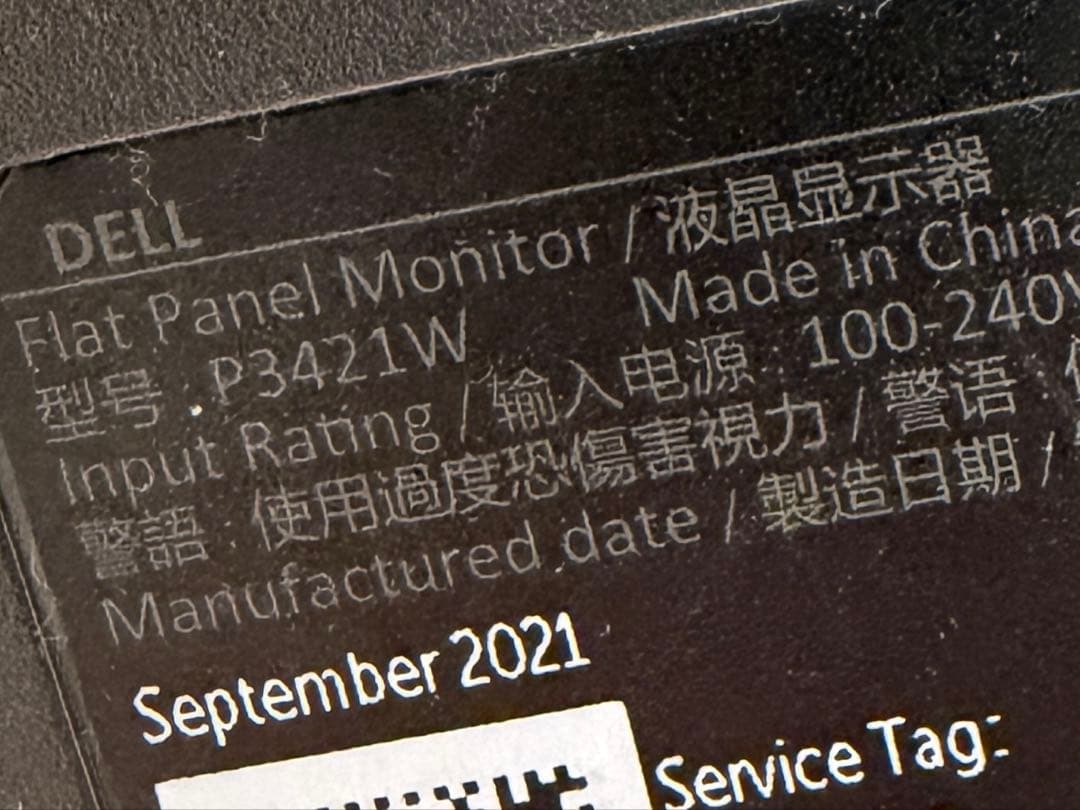 DELL
Flat Panel Monitor / 液晶显示器
型号 : P3421W Made in China
Input Rating / 输入电源 : 100-240V
警語 : 使用過度恐傷害視力 / 警语 :
Manufactured date / 製造日期 /
September 2021
Service Tag: